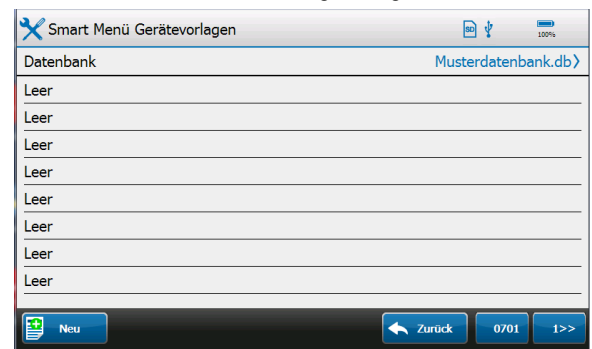 Smart Menü Gerätevorlagen
100%
Datenbank Musterdatenbank.db
Leer
Leer
Leer
Leer
Leer
Leer
Leer
Leer
Neu Zurück 0701 1>>